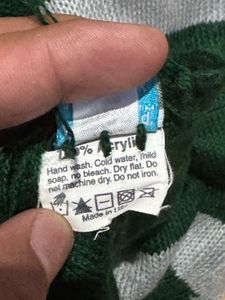 % Acrylic
Hand wash. Cold water, mild
soap, no bleach. Dry flat. Do
not machine dry. Do not iron.
Made in